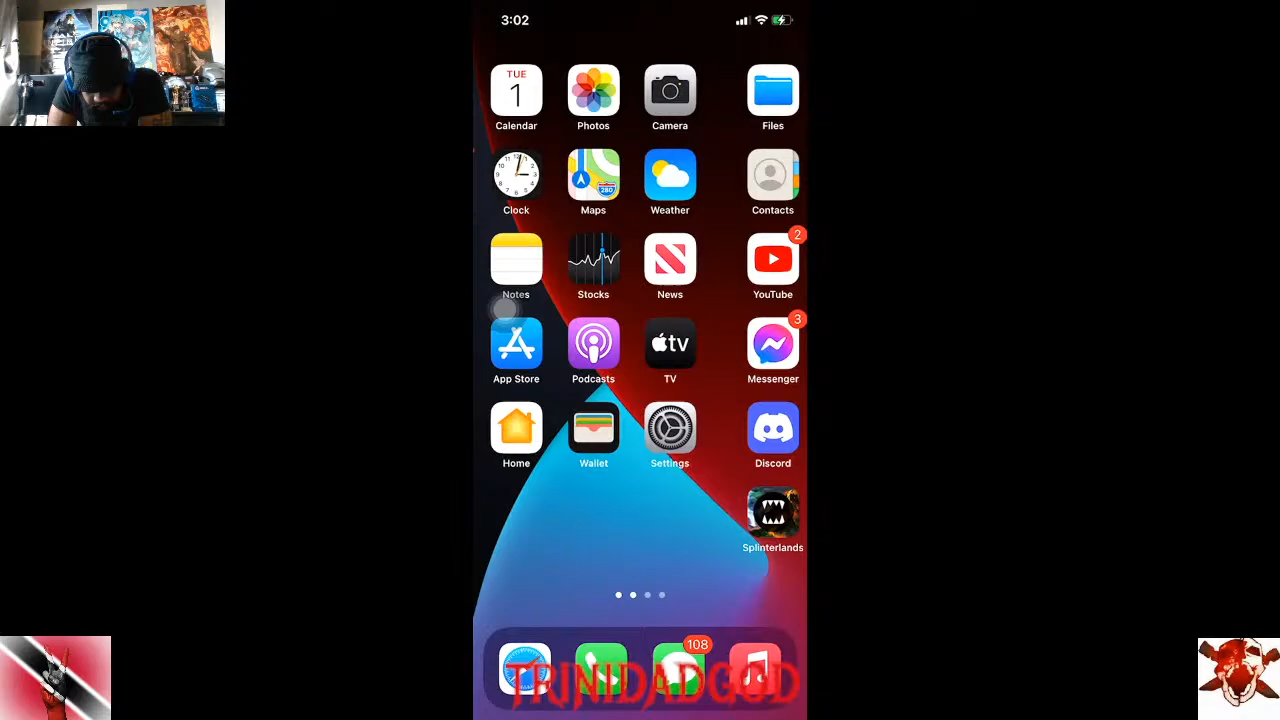 3:02
TUE
1
Calendar
Photos
Camera
Files
Clock
Maps
Weather
Contacts
280
2
Notes
Stocks
News
YouTube
3
tv
App Store
Podcasts
TV
Messenger
Home
Wallet
Settings
Discord
Splinterlands
108
TRINIDADGOD